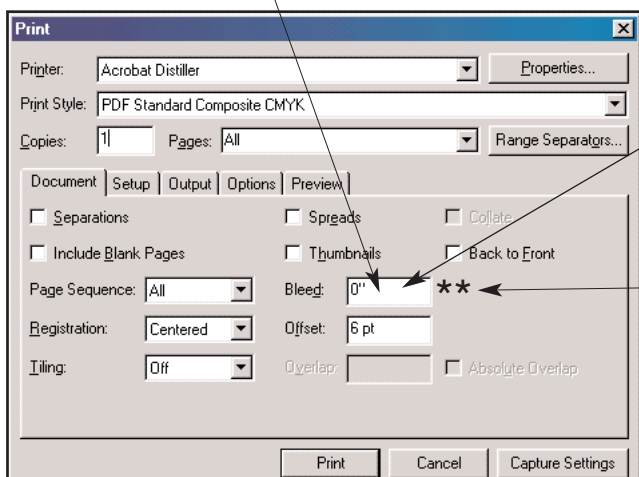 Print
Printer: Acrobat Distiller Properties...
Print Style: PDF Standard Composite CMYK
Copies: 1 Pages: All Range Separators...
Document Setup Output Options Preview
Separations Spreads Collate
Include Blank Pages Thumbnails Back to Front
Page Sequence: All Bleed: 0" **
Registration: Centered Offset: 6 pt
Tiling: Off Overlap: Absolute Overlap
Print Cancel Capture Settings